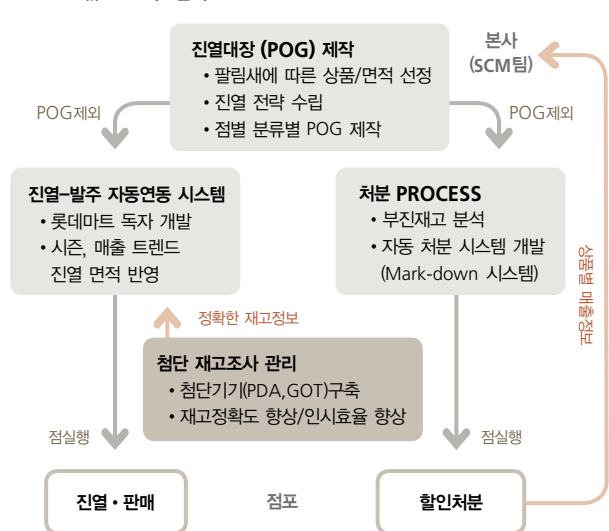 진열대장 (POG) 제작
• 팔림새에 따른 상품/면적 선정
• 진열 전략 수립
• 점별 분류별 POG 제작
본사
(SCM팀)
POG제외
POG제외
진열–발주 자동연동 시스템
• 롯데마트 독자 개발
• 시즌, 매출 트렌드
진열 면적 반영
처분 PROCESS
• 부진재고 분석
• 자동 처분 시스템 개발
(Mark-down 시스템)
상품별 매출정보
정확한 재고정보
첨단 재고조사 관리
• 첨단기기(PDA,GOT)구축
• 재고정확도 향상/인시효율 향상
점실행
점실행
진열•판매
점포
할인처분